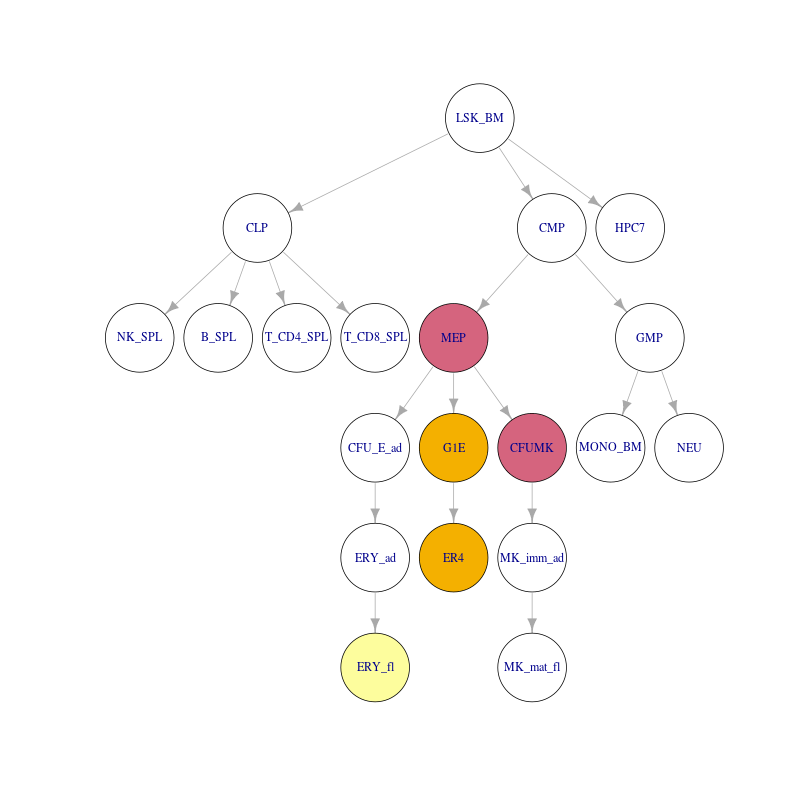 LSK_BM
CLP
CMP
HPC7
NK_SPL
B_SPL
T_CD4_SPL
T_CD8_SPL
MEP
GMP
CFU_E_ad
G1E
CFUMK
MONO_BM
NEU
ERY_ad
ER4
MK_imm_ad
ERY_fl
MK_mat_fl